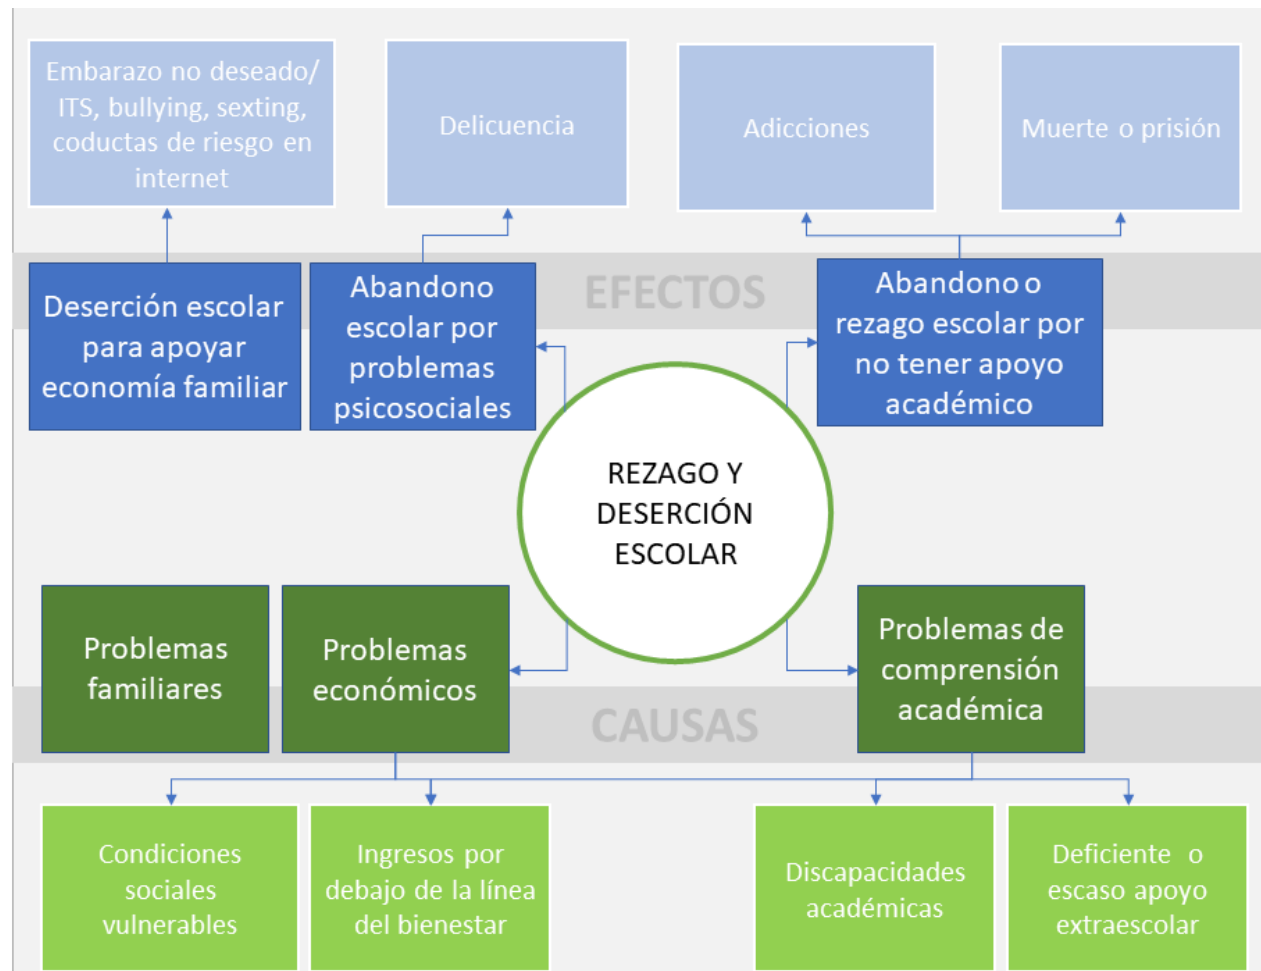 Embarazo no deseado/
ITS, bullying, sexting,
coductas de riesgo en
internet
Delicuencia
Adicciones
Muerte o prisión
EFECTOS
Deserción escolar
para apoyar
economía familiar
Abandono
escolar por
problemas
psicosociales
Abandono o
rezago escolar por
no tener apoyo
académico
REZAGO Y
DESERCIÓN
ESCOLAR
Problemas
familiares
Problemas
económicos
Problemas de
comprensión
académica
CAUSAS
Condiciones
sociales
vulnerables
Ingresos por
debajo de la línea
del bienestar
Discapacidades
académicas
Deficiente o
escaso apoyo
extraescolar